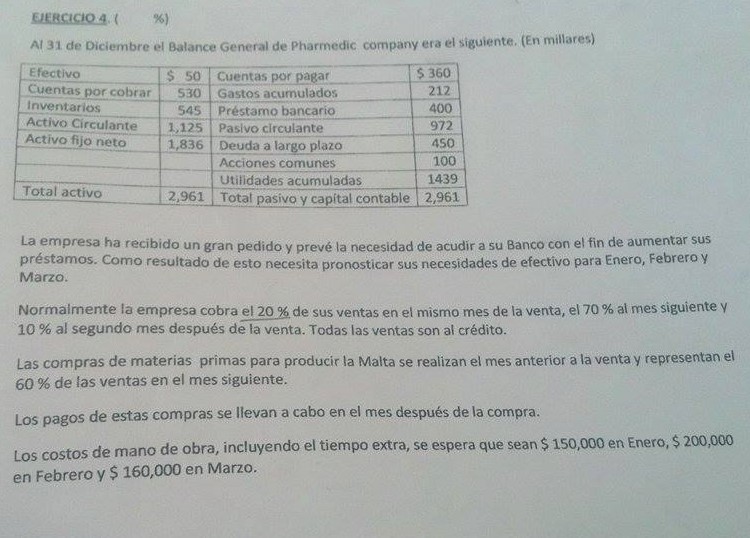 EJERCICIO 4. ( %)
Al 31 de Diciembre el Balance General de Pharmedic company era el siguiente. (En millares)
Efectivo $ 50 Cuentas por pagar $ 360
Cuentas por cobrar 530 Gastos acumulados 212
Inventarios 545 Préstamo bancario 400
Activo Circulante 1,125 Pasivo circulante 972
Activo fijo neto 1,836 Deuda a largo plazo 450
Acciones comunes 100
Utilidades acumuladas 1439
Total activo 2,961 Total pasivo y capital contable 2,961
La empresa ha recibido un gran pedido y prevé la necesidad de acudir a su Banco con el fin de aumentar sus
préstamos. Como resultado de esto necesita pronosticar sus necesidades de efectivo para Enero, Febrero y
Marzo.
Normalmente la empresa cobra el 20 % de sus ventas en el mismo mes de la venta, el 70 % al mes siguiente y
10 % al segundo mes después de la venta. Todas las ventas son al crédito.
Las compras de materias primas para producir la Malta se realizan el mes anterior a la venta y representan el
60 % de las ventas en el mes siguiente.
Los pagos de estas compras se llevan a cabo en el mes después de la compra.
Los costos de mano de obra, incluyendo el tiempo extra, se espera que sean $ 150,000 en Enero, $ 200,000
en Febrero y $ 160,000 en Marzo.